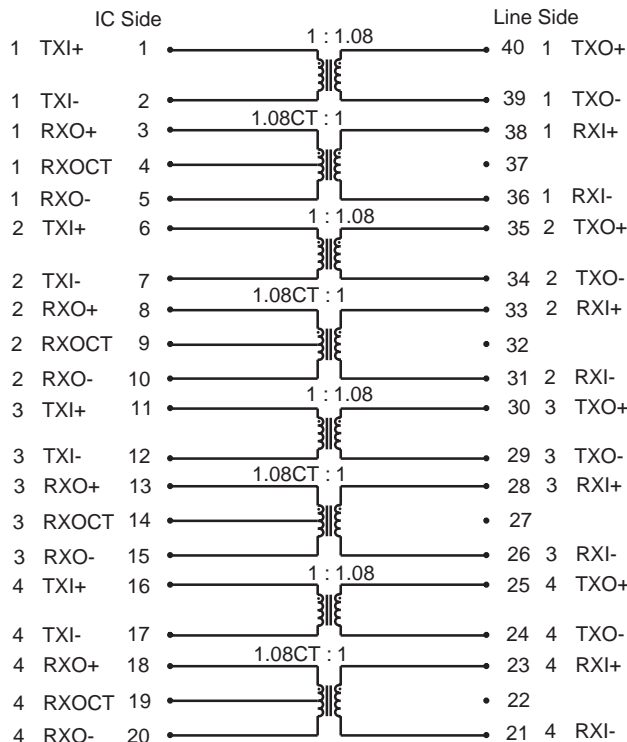 IC Side Line Side
1 : 1.08
1 TXI+ 1 40 1 TXO+
1 TXI- 2 39 1 TXO-
1.08CT : 1
1 RXO+ 3 38 1 RXI+
1 RXOCT 4 37
1 RXO- 5 36 1 RXI-
1 : 1.08
2 TXI+ 6 35 2 TXO+
2 TXI- 7 34 2 TXO-
1.08CT : 1
2 RXO+ 8 33 2 RXI+
2 RXOCT 9 32
2 RXO- 10 31 2 RXI-
1 : 1.08
3 TXI+ 11 30 3 TXO+
3 TXI- 12 29 3 TXO-
1.08CT : 1
3 RXO+ 13 28 3 RXI+
3 RXOCT 14 27
3 RXO- 15 26 3 RXI-
1 : 1.08
4 TXI+ 16 25 4 TXO+
4 TXI- 17 24 4 TXO-
1.08CT : 1
4 RXO+ 18 23 4 RXI+
4 RXOCT 19 22
4 RXO- 20 21 4 RXI-